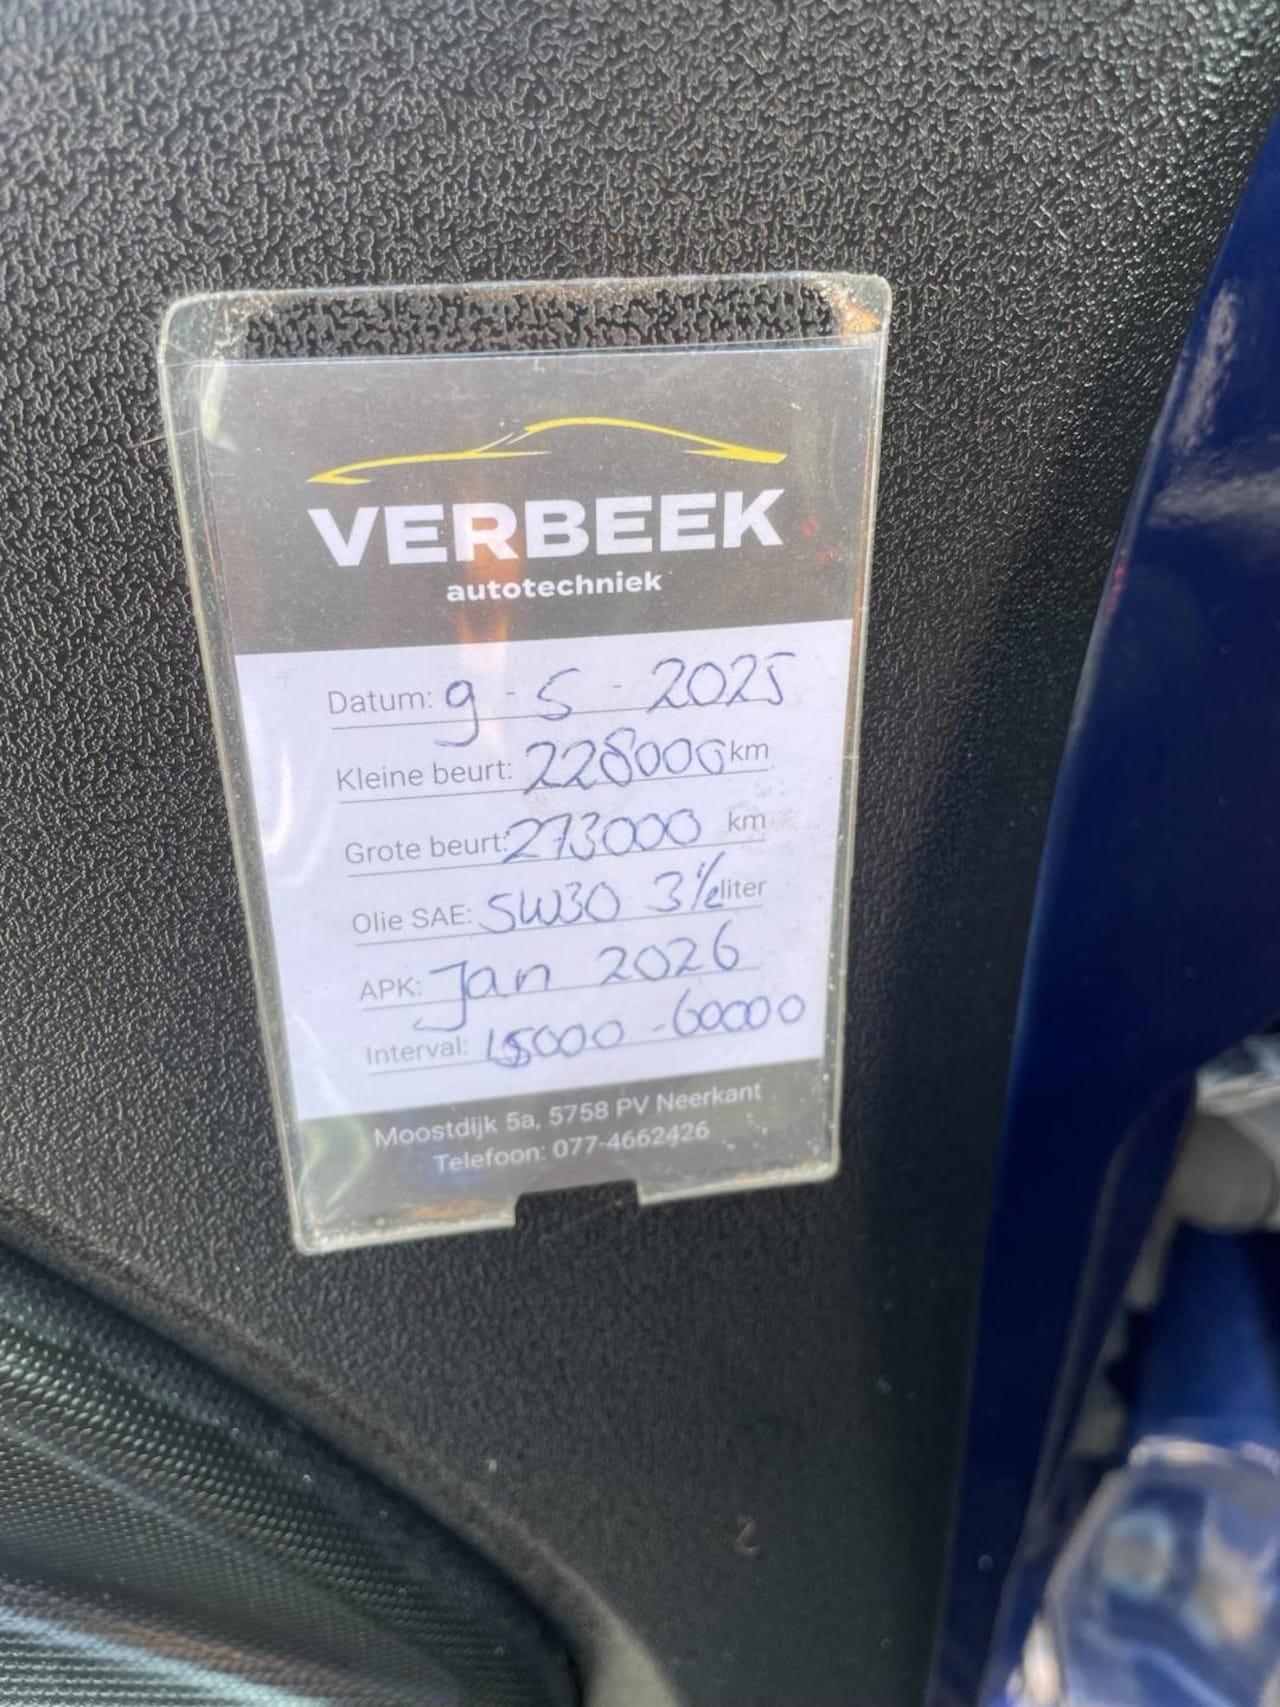 VERBEEK
autotechniek
Datum: 9-5-2025
Kleine beurt: 228000 km
Grote beurt: 273000 km
Olie SAE: 5W30 3½ liter
APK: Jan 2026
Interval: 15000-60000
Moostdijk 5a, 5758 PV Neerkant
Telefoon: 077-4662426